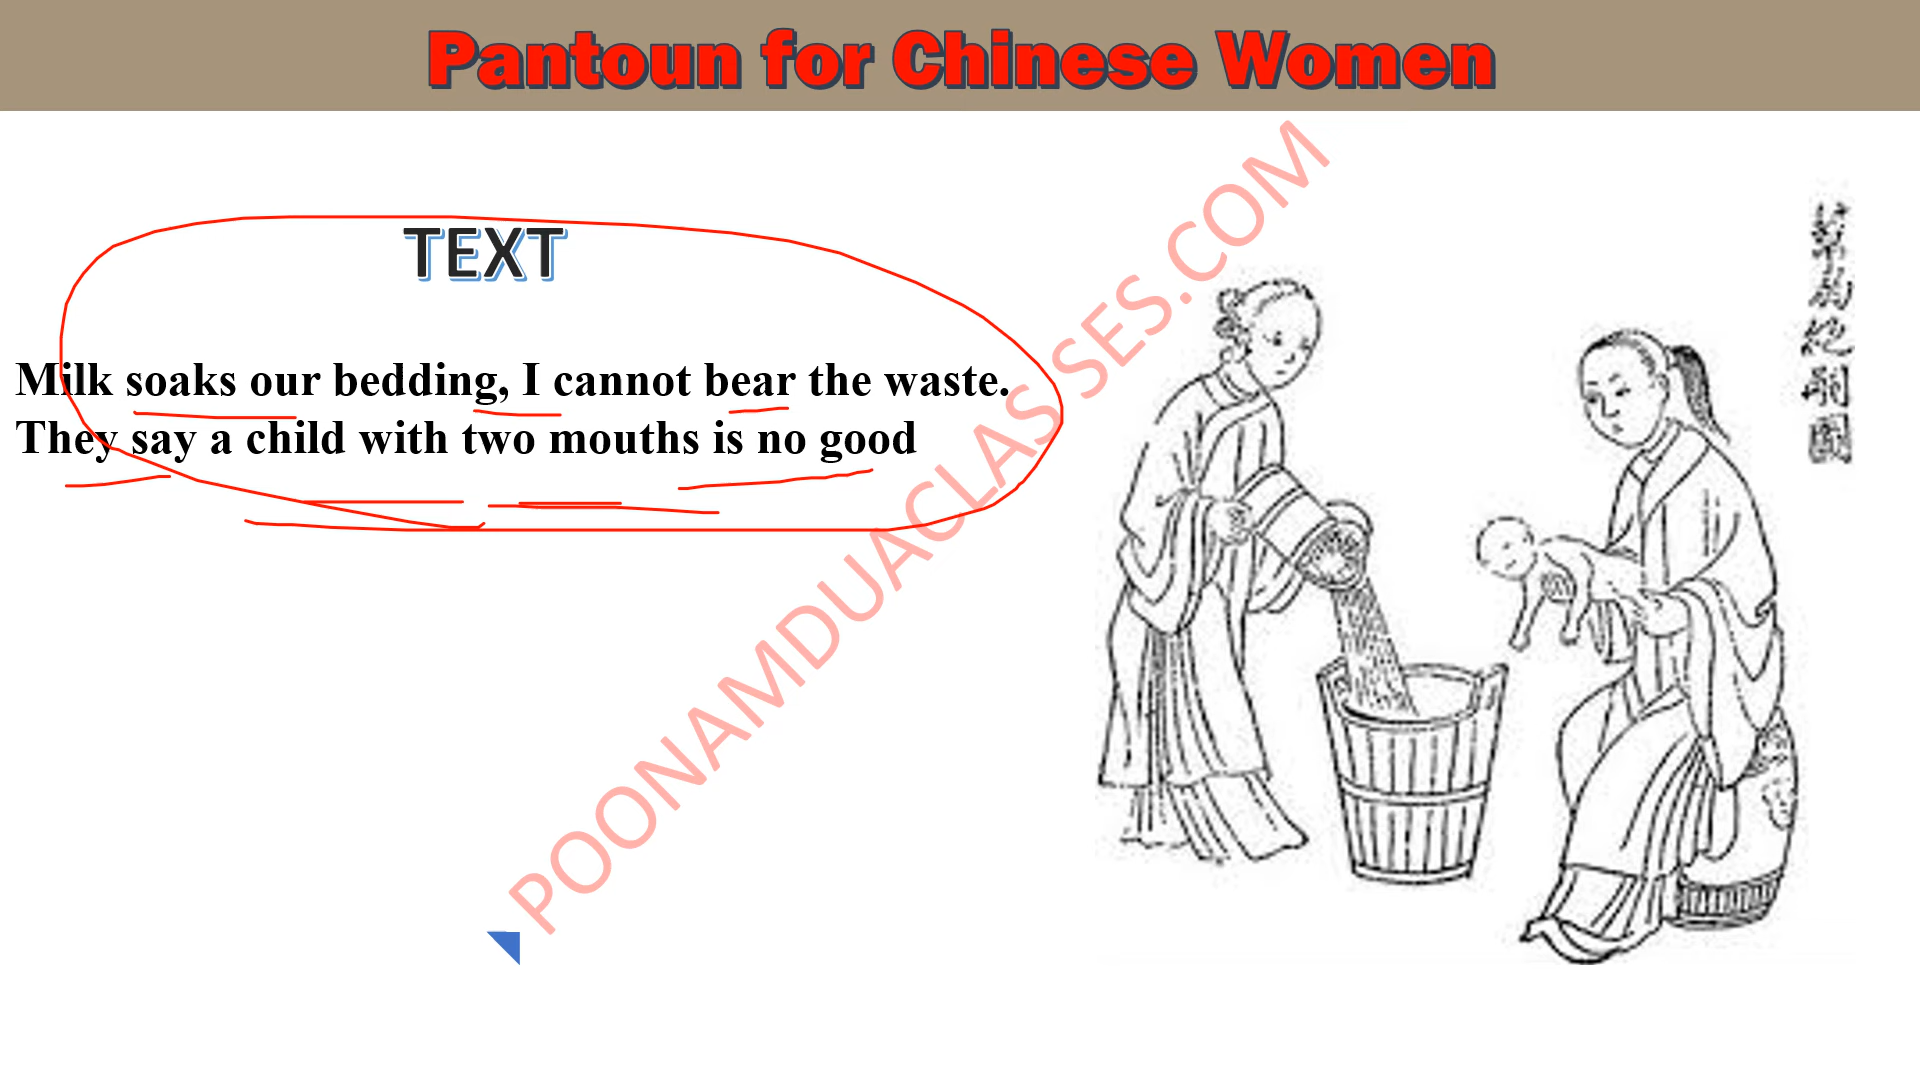 Pantoun for Chinese Women
TEXT
Milk soaks our bedding, I cannot bear the waste.
They say a child with two mouths is no good
POONAMDUACLASSES.COM